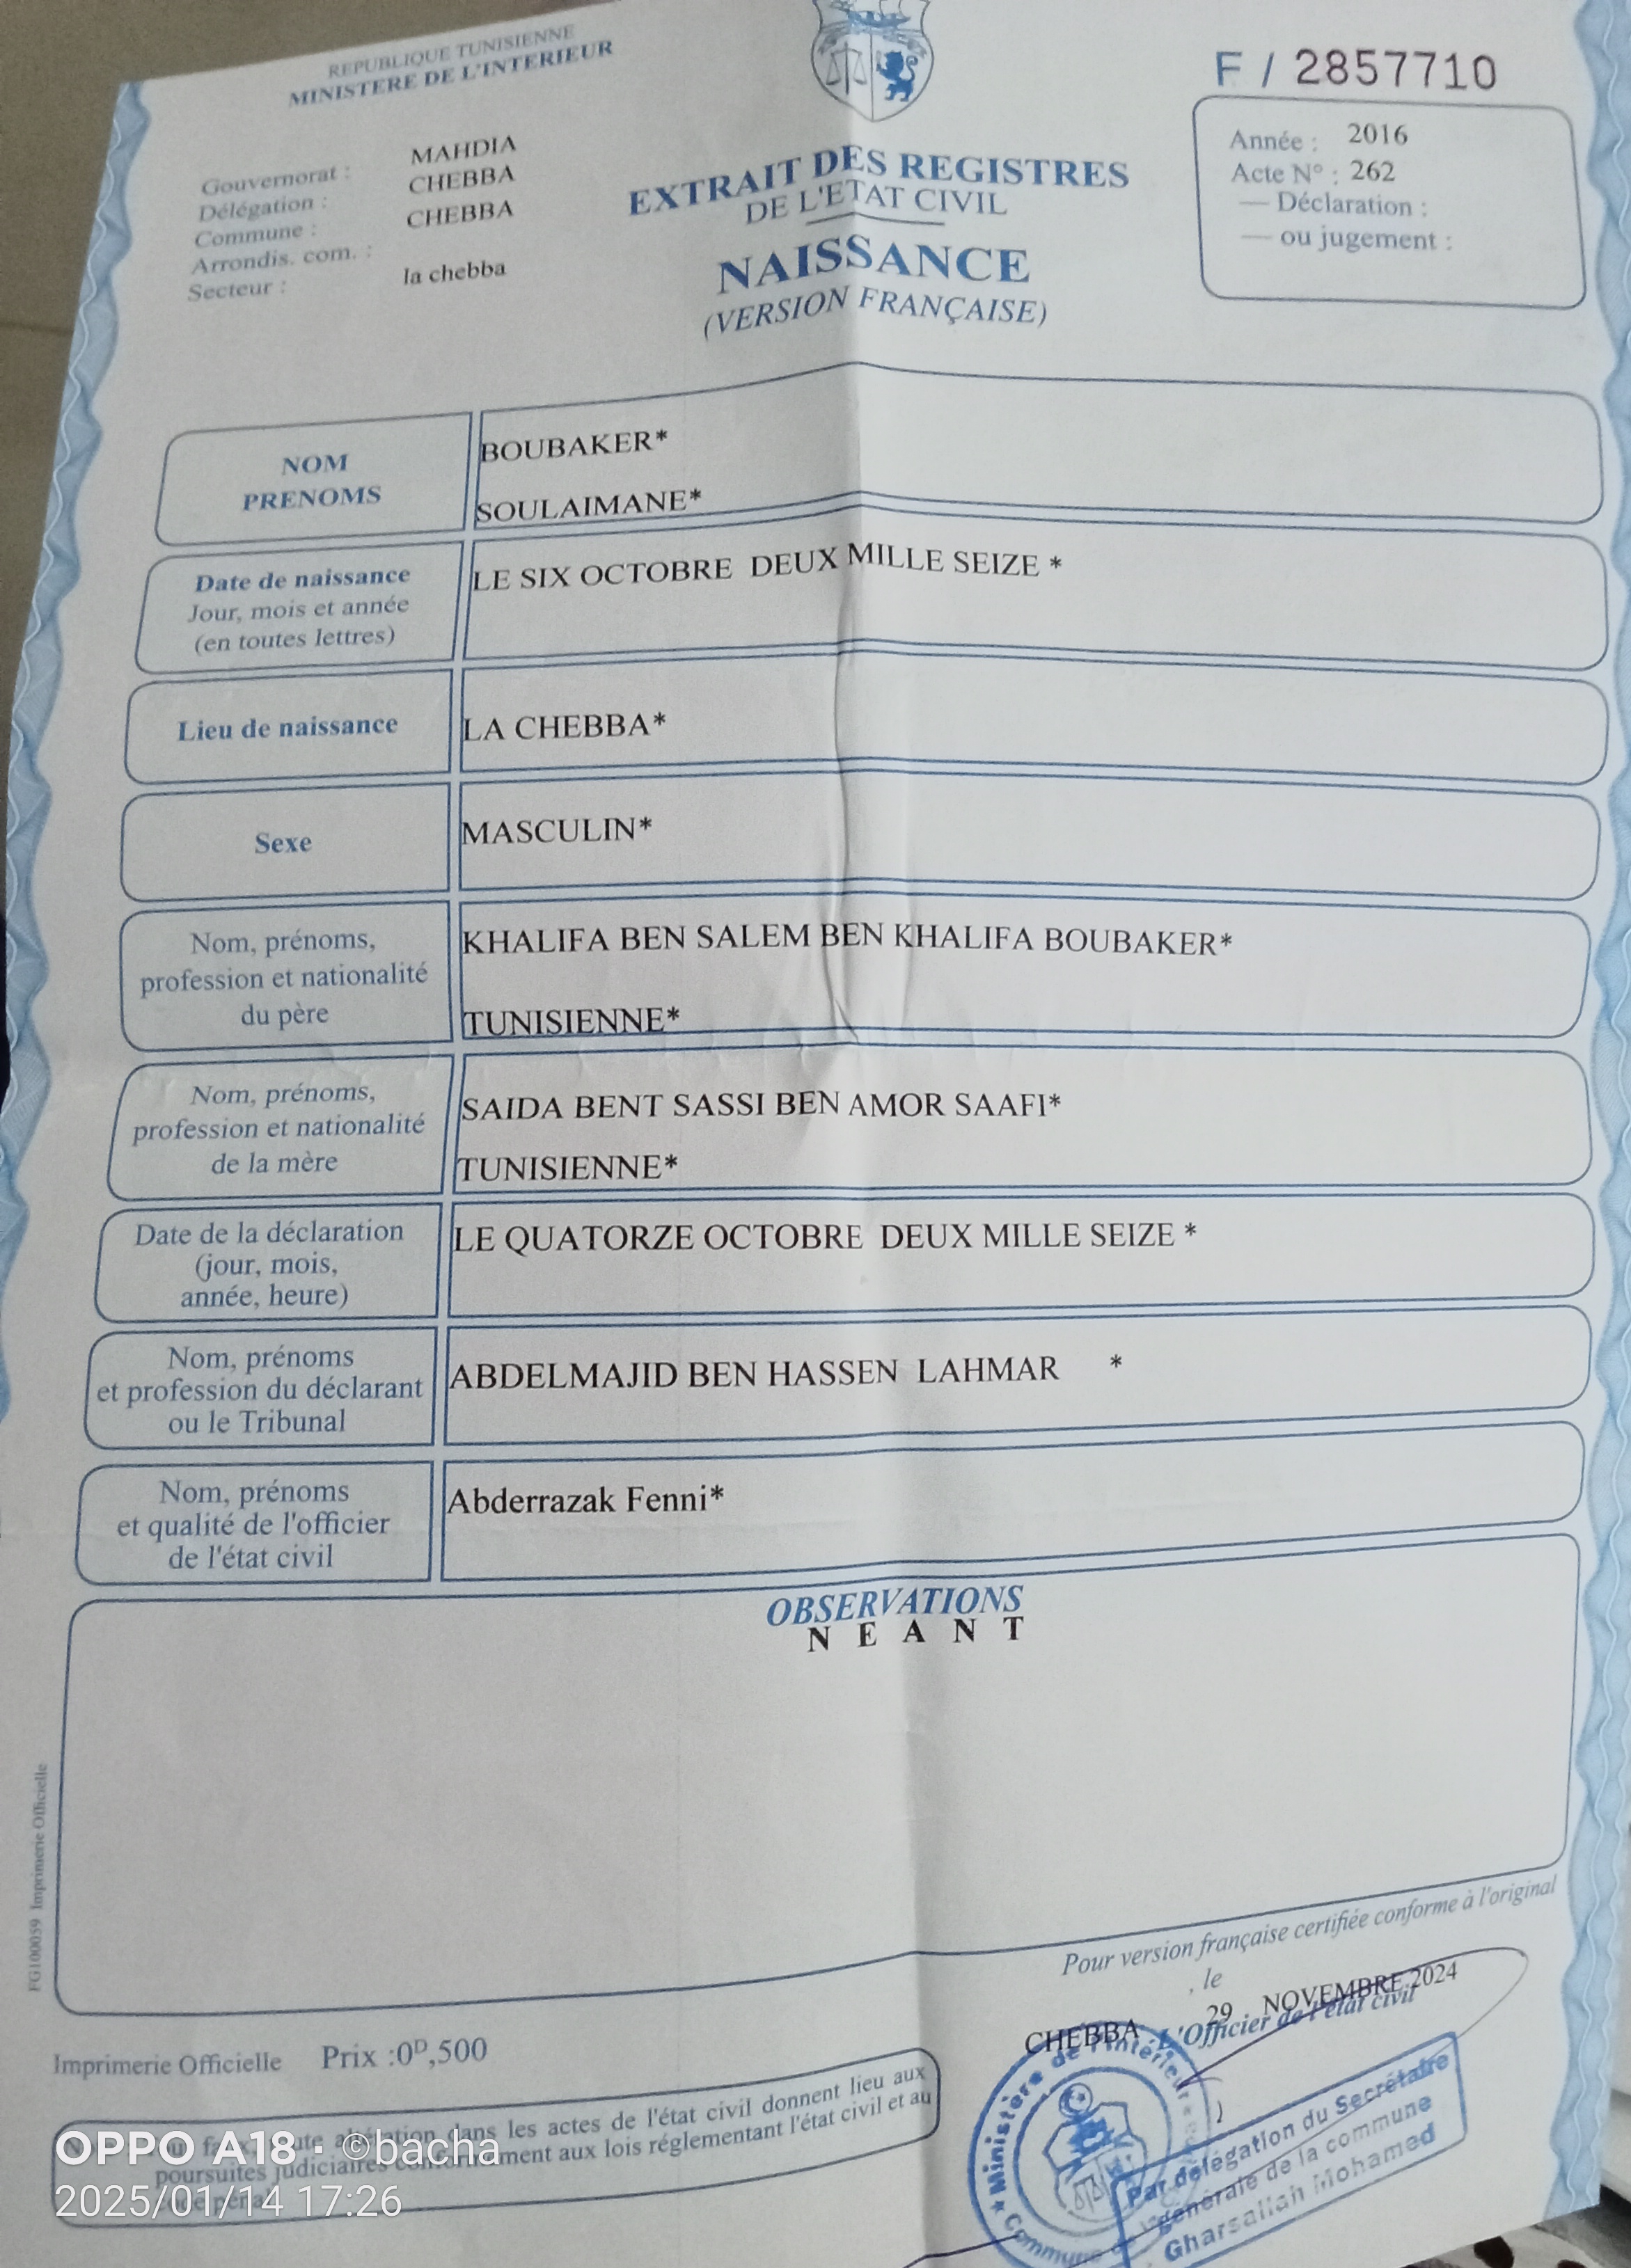 REPUBLIQUE TUNISIENNE
MINISTERE DE L'INTERIEUR
F / 2857710
Gouvernorat : MAHDIA
Délégation : CHEBBA
Commune : CHEBBA
Arrondis. com. :
Secteur : la chebba
EXTRAIT DES REGISTRES
DE L'ETAT CIVIL
NAISSANCE
(VERSION FRANÇAISE)
Année : 2016
Acte N° : 262
— Déclaration :
— ou jugement :
NOM
PRENOMS
BOUBAKER*
SOULAIMANE*
Date de naissance
Jour, mois et année
(en toutes lettres)
LE SIX OCTOBRE DEUX MILLE SEIZE *
Lieu de naissance
LA CHEBBA*
Sexe
MASCULIN*
Nom, prénoms,
profession et nationalité
du père
KHALIFA BEN SALEM BEN KHALIFA BOUBAKER*
TUNISIENNE*
Nom, prénoms,
profession et nationalité
de la mère
SAIDA BENT SASSI BEN AMOR SAAFI*
TUNISIENNE*
Date de la déclaration
(jour, mois,
année, heure)
LE QUATORZE OCTOBRE DEUX MILLE SEIZE *
Nom, prénoms
et profession du déclarant
ou le Tribunal
ABDELMAJID BEN HASSEN LAHMAR *
Nom, prénoms
et qualité de l'officier
de l'état civil
Abderrazak Fenni*
OBSERVATIONS
N E A N T
FG100059 Imprimerie Officielle
Pour version française certifiée conforme à l'original
, le
CHEBBA 29 NOVEMBRE 2024
L'Officier de l'état civil
Imprimerie Officielle Prix :0ᴰ,500
dans les actes de l'état civil donnent lieu aux
poursuites judiciaires conformément aux lois réglementant l'état civil et au
Ministère de l'Intérieur
Commune
Par délégation du Secrétaire
générale de la commune
Gharsallah Mohamed
OPPO A18 · ©bacha
2025/01/14 17:26